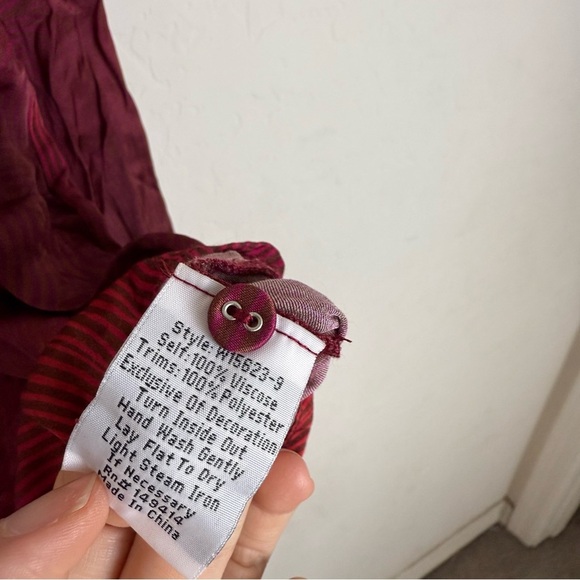 Style: W15623-9
Self: 100% Viscose
Trims: 100% Polyester
Exclusive Of Decoration
Turn Inside Out
Hand Wash Gently
Lay Flat To Dry
Light Steam Iron
If Necessary
Rn# 149414
Made In China